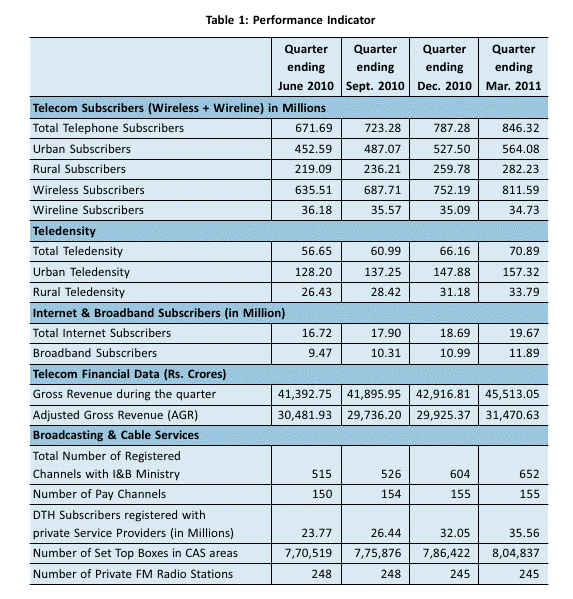 Table 1: Performance Indicator
Quarter ending June 2010 Quarter ending Sept. 2010 Quarter ending Dec. 2010 Quarter ending Mar. 2011
Telecom Subscribers (Wireless + Wireline) in Millions
Total Telephone Subscribers 671.69 723.28 787.28 846.32
Urban Subscribers 452.59 487.07 527.50 564.08
Rural Subscribers 219.09 236.21 259.78 282.23
Wireless Subscribers 635.51 687.71 752.19 811.59
Wireline Subscribers 36.18 35.57 35.09 34.73
Teledensity
Total Teledensity 56.65 60.99 66.16 70.89
Urban Teledensity 128.20 137.25 147.88 157.32
Rural Teledensity 26.43 28.42 31.18 33.79
Internet & Broadband Subscribers (in Million)
Total Internet Subscribers 16.72 17.90 18.69 19.67
Broadband Subscribers 9.47 10.31 10.99 11.89
Telecom Financial Data (Rs. Crores)
Gross Revenue during the quarter 41,392.75 41,895.95 42,916.81 45,513.05
Adjusted Gross Revenue (AGR) 30,481.93 29,736.20 29,925.37 31,470.63
Broadcasting & Cable Services
Total Number of Registered
Channels with I&B Ministry 515 526 604 652
Number of Pay Channels 150 154 155 155
DTH Subscribers registered with
private Service Providers (in Millions) 23.77 26.44 32.05 35.56
Number of Set Top Boxes in CAS areas 7,70,519 7,75,876 7,86,422 8,04,837
Number of Private FM Radio Stations 248 248 245 245